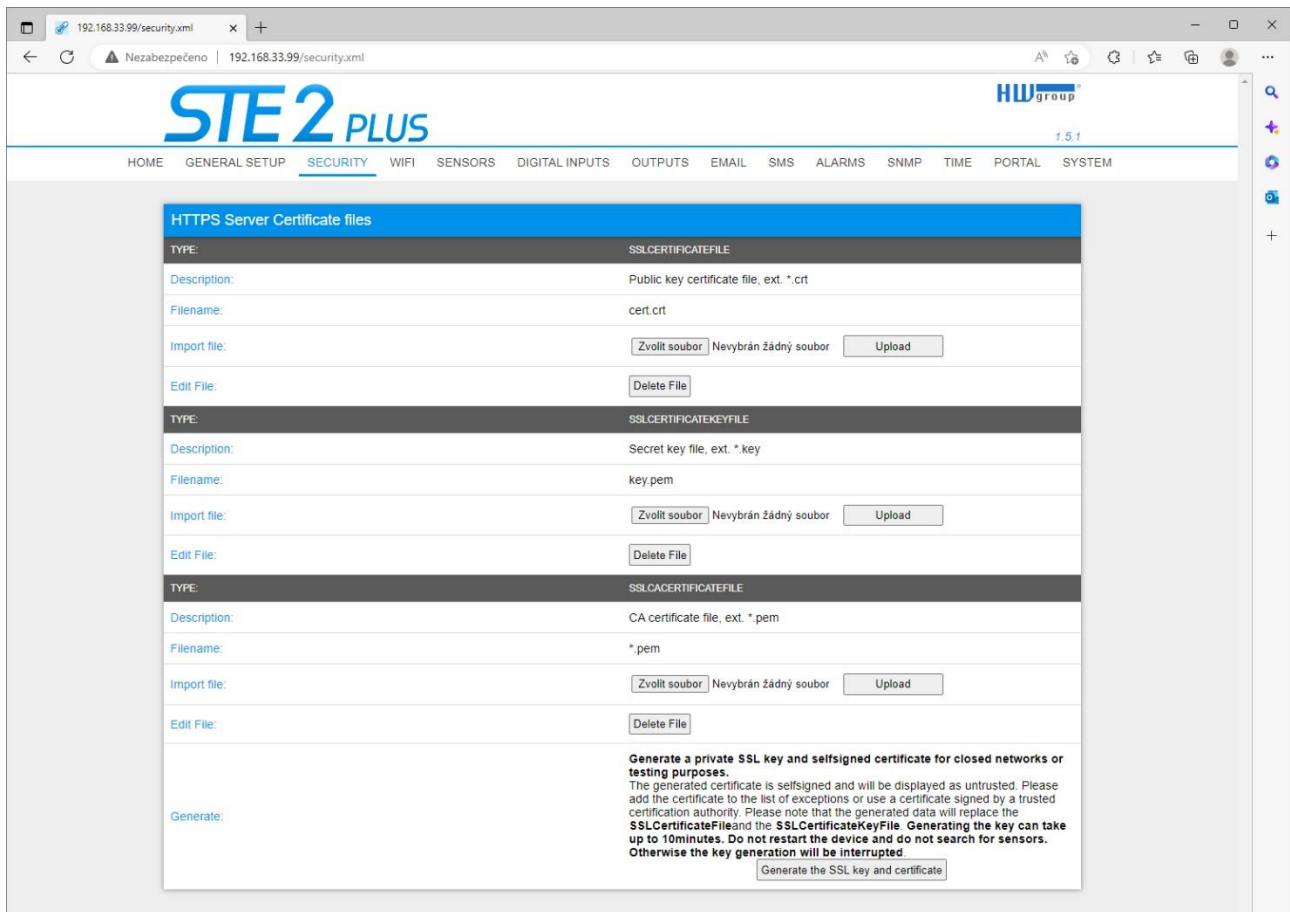 192.168.33.99/security.xml
Nezabezpečeno 192.168.33.99/security.xml
STE2 PLUS
HWgroup
1.5.1
HOME GENERAL SETUP SECURITY WIFI SENSORS DIGITAL INPUTS OUTPUTS EMAIL SMS ALARMS SNMP TIME PORTAL SYSTEM
HTTPS Server Certificate files
TYPE: SSLCERTIFICATEFILE
Description: Public key certificate file, ext. *.crt
Filename: cert.crt
Import file: Zvolit soubor Nevybrán žádný soubor Upload
Edit File: Delete File
TYPE: SSLCERTIFICATEKEYFILE
Description: Secret key file, ext. *.key
Filename: key.pem
Import file: Zvolit soubor Nevybrán žádný soubor Upload
Edit File: Delete File
TYPE: SSLCACERTIFICATEFILE
Description: CA certificate file, ext. *.pem
Filename: *.pem
Import file: Zvolit soubor Nevybrán žádný soubor Upload
Edit File: Delete File
Generate:
Generate a private SSL key and selfsigned certificate for closed networks or
testing purposes.
The generated certificate is selfsigned and will be displayed as untrusted. Please
add the certificate to the list of exceptions or use a certificate signed by a trusted
certification authority. Please note that the generated data will replace the
SSLCertificateFileand the SSLCertificateKeyFile. Generating the key can take
up to 10minutes. Do not restart the device and do not search for sensors.
Otherwise the key generation will be interrupted.
Generate the SSL key and certificate